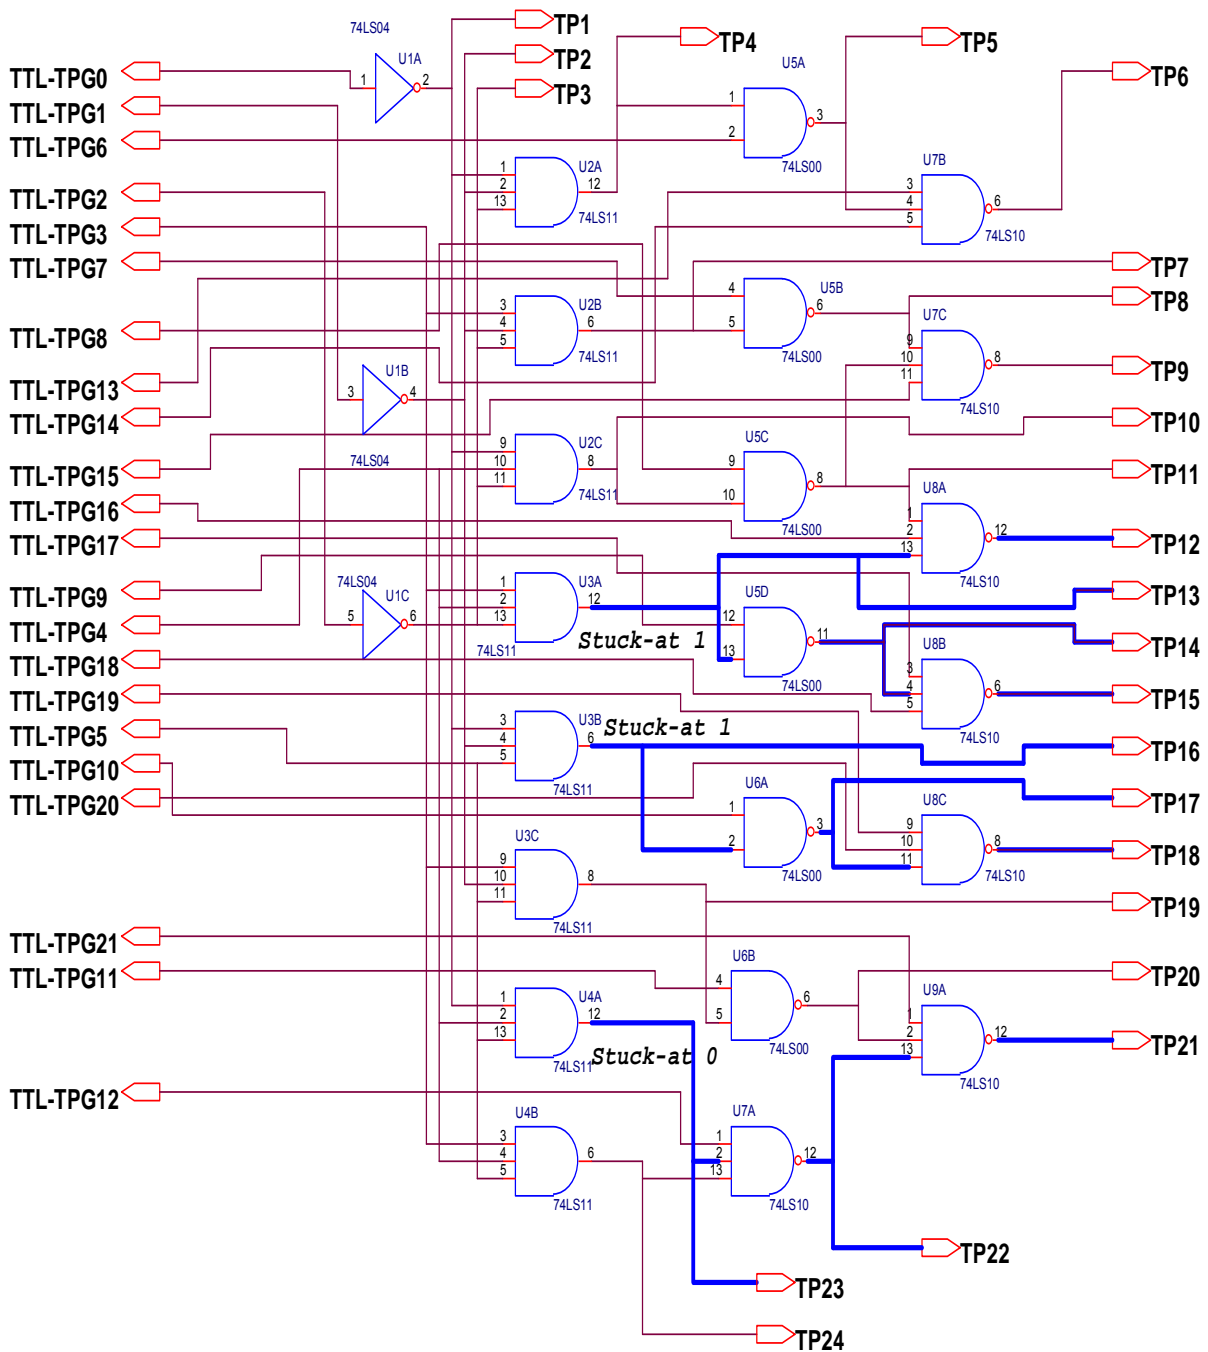 74LS04
TP1
TP2
TP3
TP4
TP5
TP6
TTL-TPG0
1
U1A
2
TTL-TPG1
TTL-TPG6
U5A
1
2
3
74LS00
TTL-TPG2
1
2
13
U2A
12
74LS11
U7B
3
4
5
6
74LS10
TTL-TPG3
TTL-TPG7
TP7
TP8
4
5
U5B
6
74LS00
3
4
5
U2B
6
74LS11
U7C
9
10
11
8
74LS10
TP9
TTL-TPG8
TTL-TPG13
TTL-TPG14
3
U1B
4
74LS04
TP10
TTL-TPG15
9
10
11
U2C
8
74LS11
U5C
9
10
8
74LS00
TP11
TTL-TPG16
TTL-TPG17
U8A
1
2
13
12
74LS10
TP12
TTL-TPG9
TTL-TPG4
74LS04
5
U1C
6
1
2
13
U3A
12
74LS11
Stuck-at 1
U5D
12
13
11
74LS00
TP13
TP14
TTL-TPG18
TTL-TPG19
U8B
3
4
5
6
74LS10
TP15
TTL-TPG5
3
4
5
U3B
6
74LS11
Stuck-at 1
TP16
TTL-TPG10
TTL-TPG20
U6A
1
2
3
74LS00
TP17
U8C
9
10
11
8
74LS10
TP18
U3C
9
10
11
8
74LS11
TP19
TTL-TPG21
TTL-TPG11
U6B
4
5
6
74LS00
TP20
U9A
1
2
13
12
74LS10
TP21
U4A
1
2
13
12
74LS11
Stuck-at 0
TTL-TPG12
U4B
3
4
5
6
74LS11
U7A
1
2
13
12
74LS10
TP22
TP23
TP24